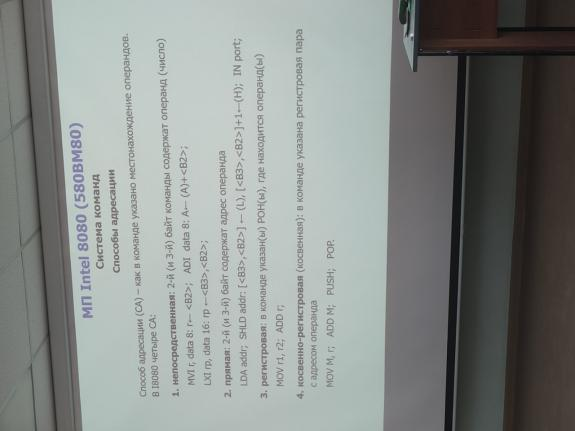 МП Intel 8080 (580ВМ80)
Система команд
Способы адресации
Способ адресации (СА) – как в команде указано местонахождение операндов.
В I8080 четыре СА:
1. непосредственная: 2-й (и 3-й) байт команды содержат операнд (число)
MVI r, data 8: r← <B2>; ADI data 8: A← (A)+<B2>;
LXI rp, data 16: rp ←<B3>,<B2>;
2. прямая: 2-й (и 3-й) байт содержат адрес операнда
LDA addr; SHLD addr: [<B3>,<B2>] ← (L), [<B3>,<B2>]+1←(H); IN port;
3. регистровая: в команде указан(ы) РОН(ы), где находится операнд(ы)
MOV r1, r2; ADD r;
4. косвенно-регистровая (косвенная): в команде указана регистровая пара
с адресом операнда
MOV M, r; ADD M; PUSH; POP.